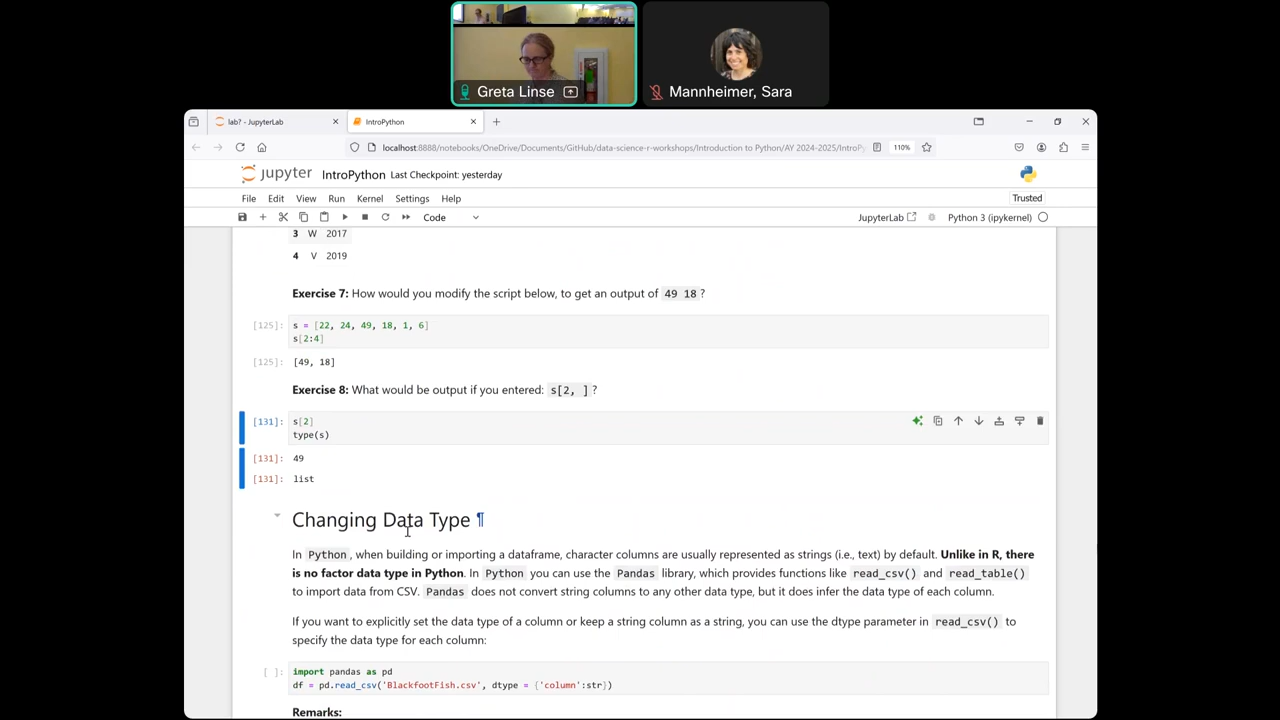 Greta Linse
Mannheimer, Sara
lab? - JupyterLab
IntroPython
localhost:8888/notebooks/OneDrive/Documents/GitHub/data-science-r-workshops/Introduction to Python/AY 2024-2025/IntroPy
110%
jupyter IntroPython Last Checkpoint: yesterday
File Edit View Run Kernel Settings Help
Trusted
Code
JupyterLab
Python 3 (ipykernel)
3 W 2017
4 V 2019
Exercise 7: How would you modify the script below, to get an output of 49 18 ?
[125]: s = [22, 24, 49, 18, 1, 6]
s[2:4]
[125]: [49, 18]
Exercise 8: What would be output if you entered: s[2, ] ?
[131]: s[2]
type(s)
[131]: 49
[131]: list
Changing Data Type ¶
In Python , when building or importing a dataframe, character columns are usually represented as strings (i.e., text) by default. Unlike in R, there
is no factor data type in Python. In Python you can use the Pandas library, which provides functions like read_csv() and read_table()
to import data from CSV. Pandas does not convert string columns to any other data type, but it does infer the data type of each column.
If you want to explicitly set the data type of a column or keep a string column as a string, you can use the dtype parameter in read_csv() to
specify the data type for each column:
[ ]: import pandas as pd
df = pd.read_csv('BlackfootFish.csv', dtype = {'column':str})
Remarks: